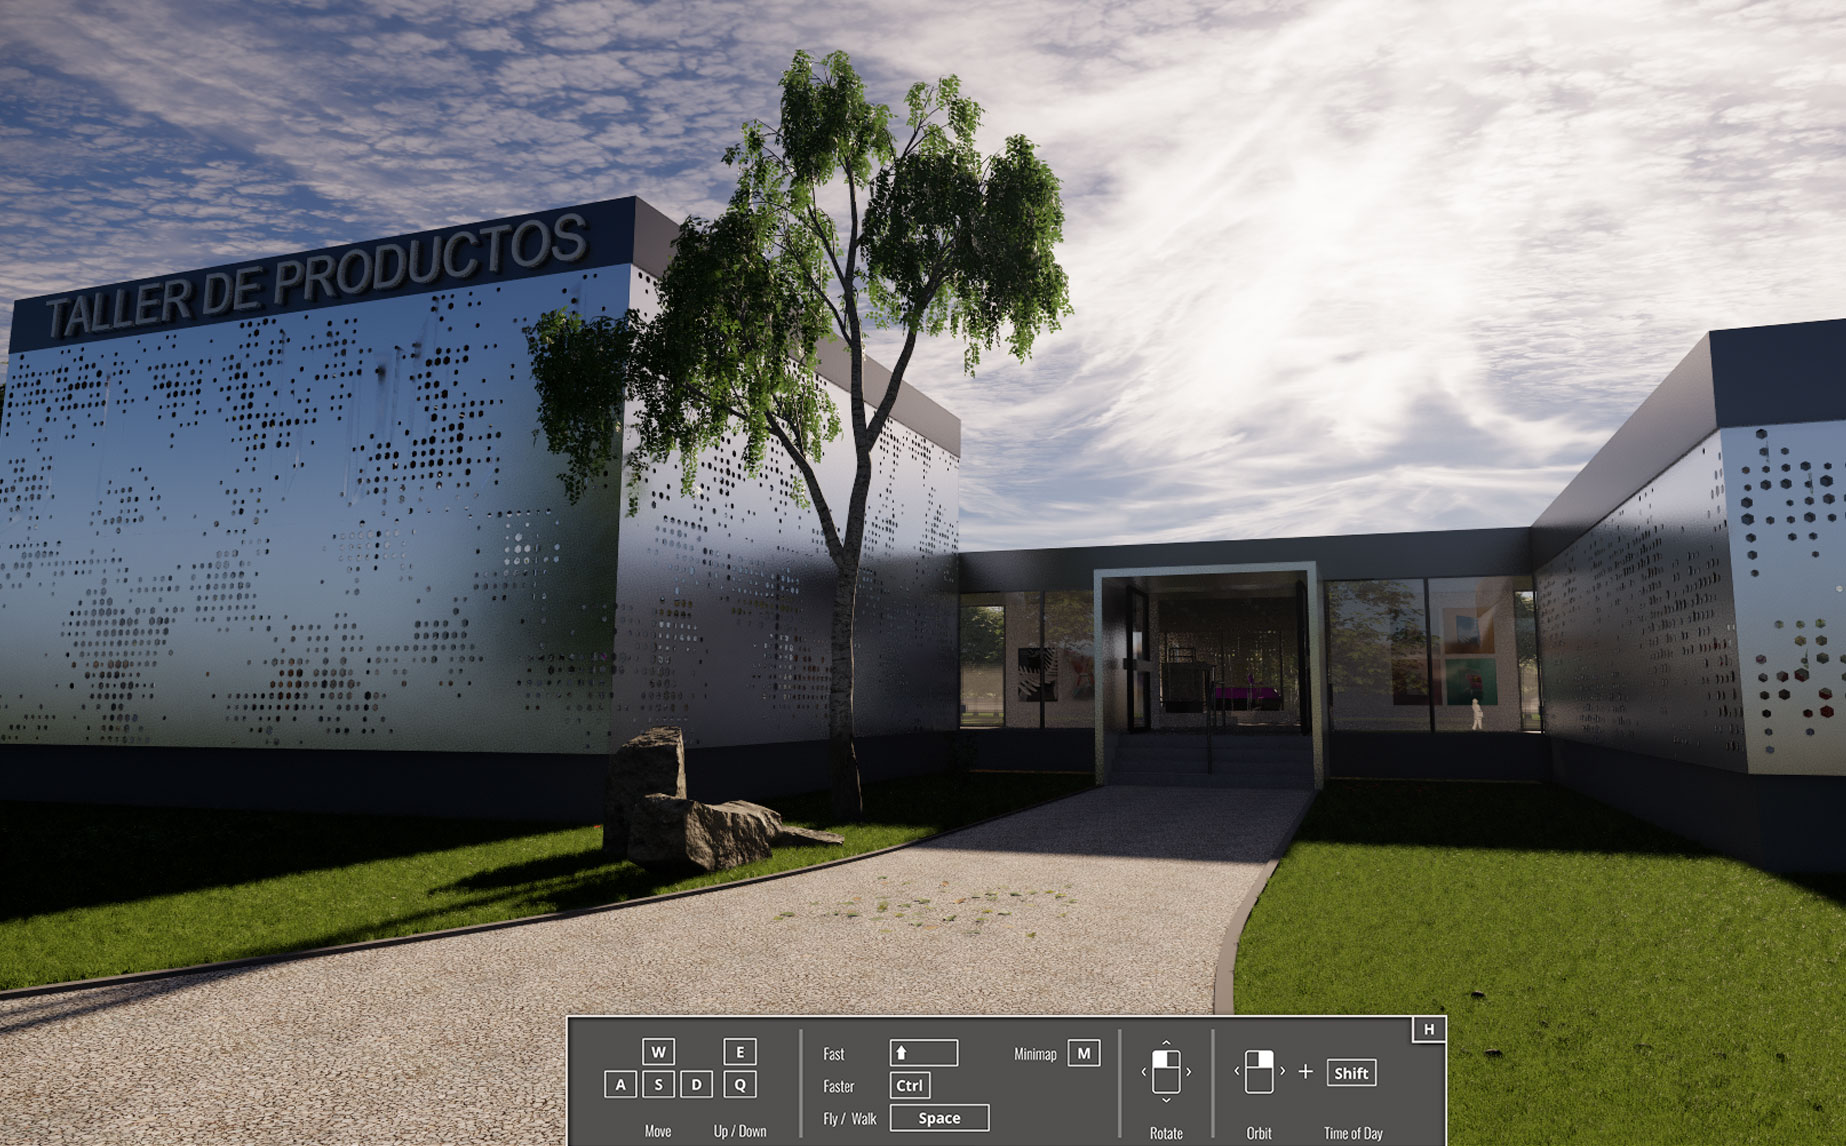 TALLER DE PRODUCTOS
H
W E
A S D Q
Move Up / Down
Fast
Faster Ctrl
Fly / Walk Space
Minimap M
Rotate
Orbit
+ Shift
Time of Day